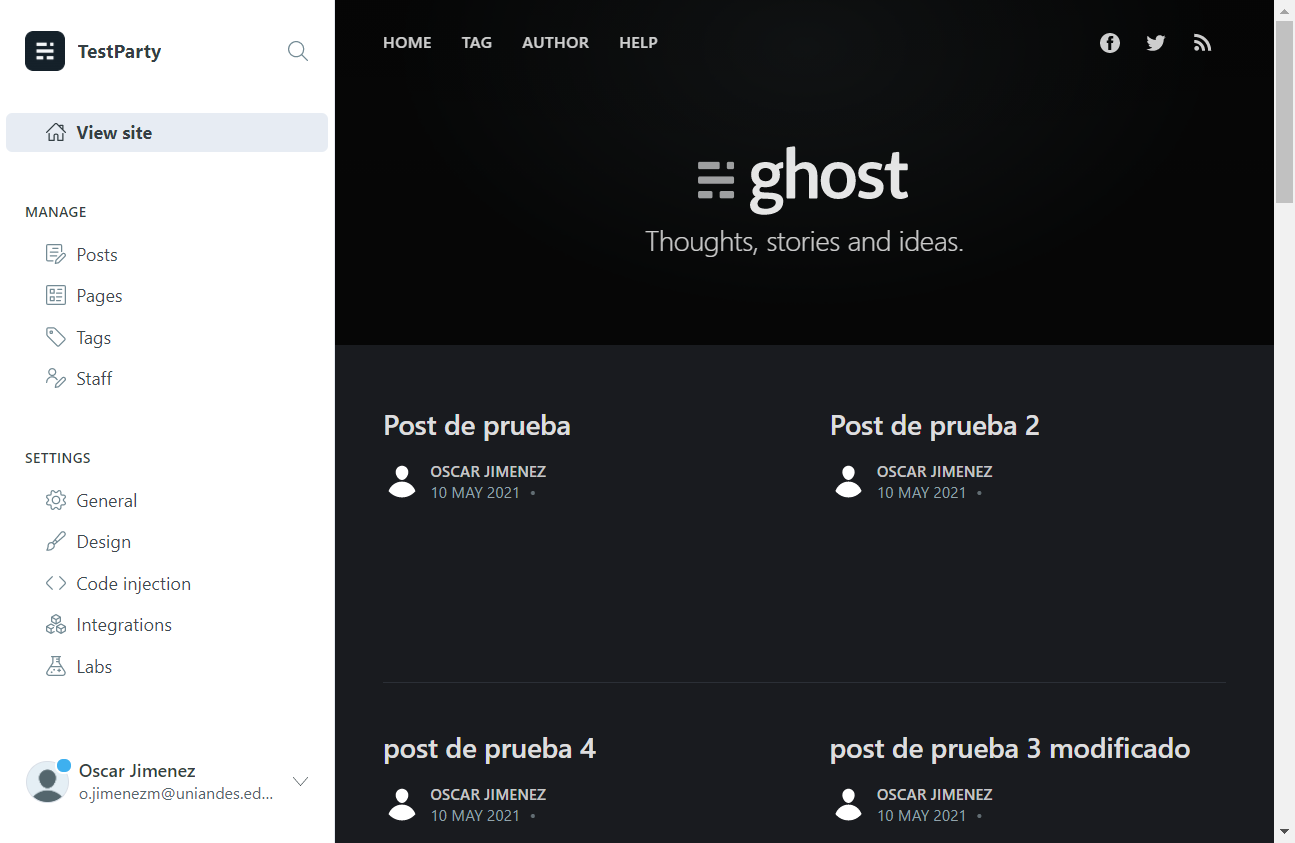 TestParty
View site
MANAGE
Posts
Pages
Tags
Staff
SETTINGS
General
Design
Code injection
Integrations
Labs
Oscar Jimenez
o.jimenezm@uniandes.ed...
HOME TAG AUTHOR HELP
ghost
Thoughts, stories and ideas.
Post de prueba
OSCAR JIMENEZ
10 MAY 2021 •
Post de prueba 2
OSCAR JIMENEZ
10 MAY 2021 •
post de prueba 4
OSCAR JIMENEZ
10 MAY 2021 •
post de prueba 3 modificado
OSCAR JIMENEZ
10 MAY 2021 •